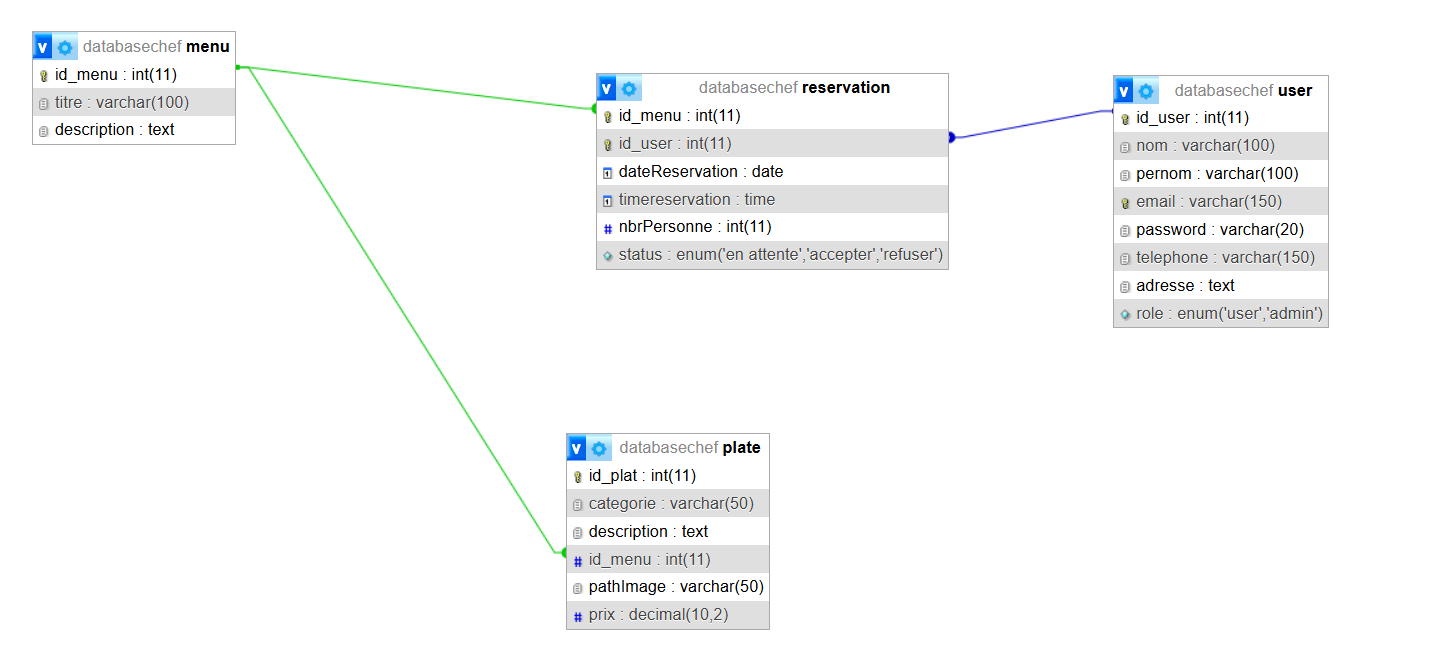 databasechef menu
id_menu : int(11)
titre : varchar(100)
description : text
databasechef reservation
id_menu : int(11)
id_user : int(11)
dateReservation : date
timereservation : time
nbrPersonne : int(11)
status : enum('en attente','accepter','refuser')
databasechef user
id_user : int(11)
nom : varchar(100)
pernom : varchar(100)
email : varchar(150)
password : varchar(20)
telephone : varchar(150)
adresse : text
role : enum('user','admin')
databasechef plate
id_plat : int(11)
categorie : varchar(50)
description : text
id_menu : int(11)
pathImage : varchar(50)
prix : decimal(10,2)